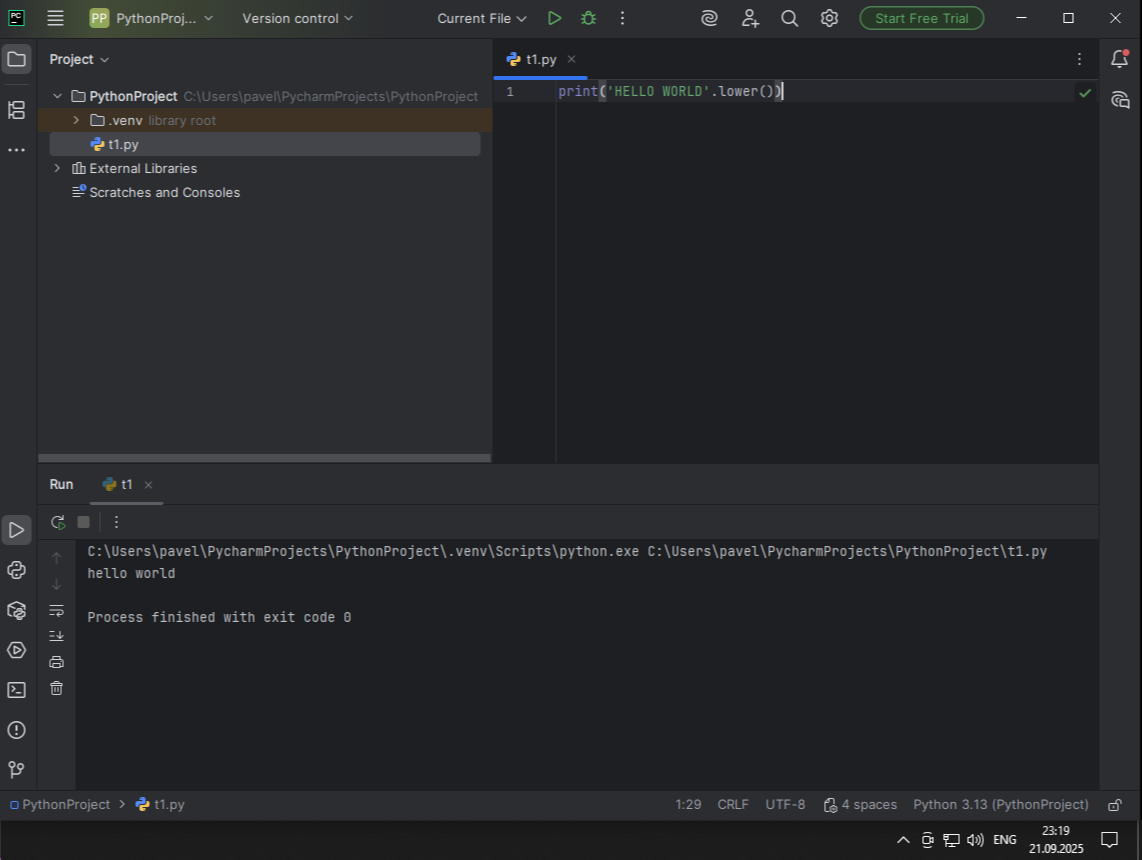 PC
PP PythonProj... Version control Current File Start Free Trial
Project
t1.py
PythonProject C:\Users\pavel\PycharmProjects\PythonProject
1 print('HELLO WORLD'.lower())
.venv library root
t1.py
External Libraries
Scratches and Consoles
Run t1
C:\Users\pavel\PycharmProjects\PythonProject\.venv\Scripts\python.exe C:\Users\pavel\PycharmProjects\PythonProject\t1.py
hello world
Process finished with exit code 0
PythonProject > t1.py 1:29 CRLF UTF-8 4 spaces Python 3.13 (PythonProject)
ENG 23:19
21.09.2025